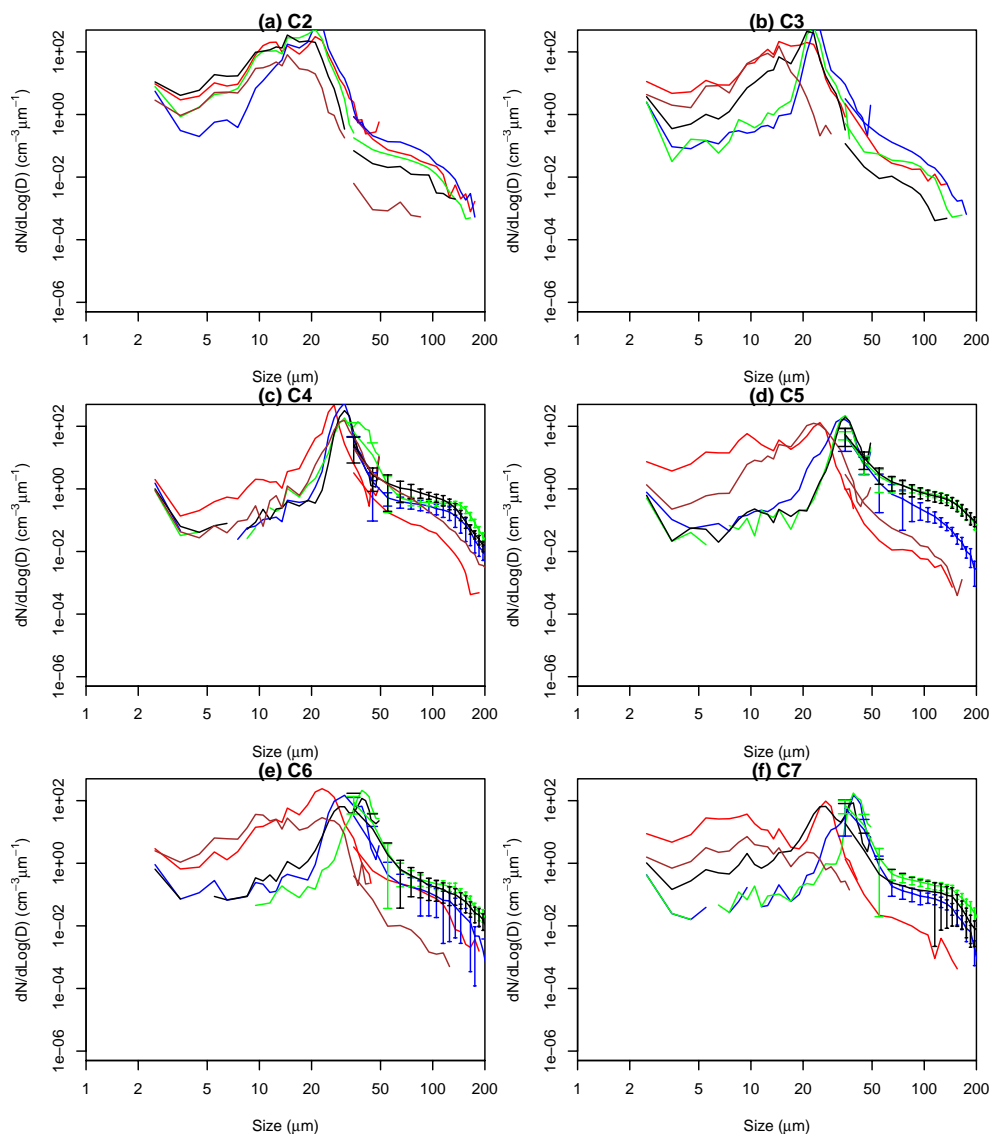 (a) C2
(b) C3
dN/dLog(D) (cm⁻³μm⁻¹)
1e+02
1e+00
1e−02
1e−04
1e−06
1 2 5 10 20 50 100 200
Size (μm)
dN/dLog(D) (cm⁻³μm⁻¹)
1e+02
1e+00
1e−02
1e−04
1e−06
1 2 5 10 20 50 100 200
Size (μm)
(c) C4
(d) C5
dN/dLog(D) (cm⁻³μm⁻¹)
1e+02
1e+00
1e−02
1e−04
1e−06
1 2 5 10 20 50 100 200
Size (μm)
dN/dLog(D) (cm⁻³μm⁻¹)
1e+02
1e+00
1e−02
1e−04
1e−06
1 2 5 10 20 50 100 200
Size (μm)
(e) C6
(f) C7
dN/dLog(D) (cm⁻³μm⁻¹)
1e+02
1e+00
1e−02
1e−04
1e−06
1 2 5 10 20 50 100 200
Size (μm)
dN/dLog(D) (cm⁻³μm⁻¹)
1e+02
1e+00
1e−02
1e−04
1e−06
1 2 5 10 20 50 100 200
Size (μm)